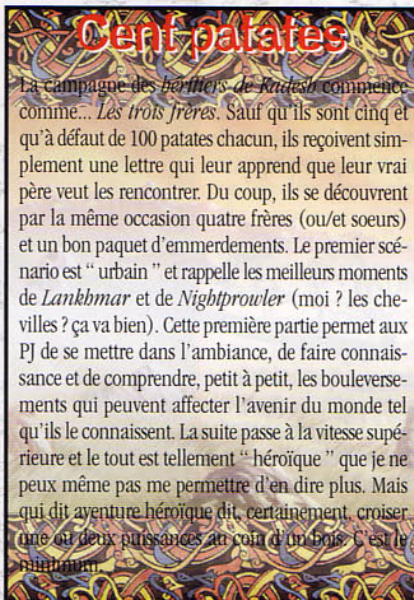 Cent patates
La campagne des héritiers de Kadesh commence
comme... Les trois frères. Sauf qu'ils sont cinq et
qu'à défaut de 100 patates chacun, ils reçoivent sim-
plement une lettre qui leur apprend que leur vrai
père veut les rencontrer. Du coup, ils se découvrent
par la même occasion quatre frères (ou/et soeurs)
et un bon paquet d'emmerdements. Le premier scé-
nario est " urbain " et rappelle les meilleurs moments
de Lankhmar et de Nightprowler (moi ? les che-
villes ? ça va bien). Cette première partie permet aux
PJ de se mettre dans l'ambiance, de faire connais-
sance et de comprendre, petit à petit, les bouleverse-
ments qui peuvent affecter l'avenir du monde tel
qu'ils le connaissent. La suite passe à la vitesse supé-
rieure et le tout est tellement " héroïque " que je ne
peux même pas me permettre d'en dire plus. Mais
qui dit aventure héroïque dit, certainement, croiser
une ou deux puissances au coin d'un bois. C'est le
minimum.